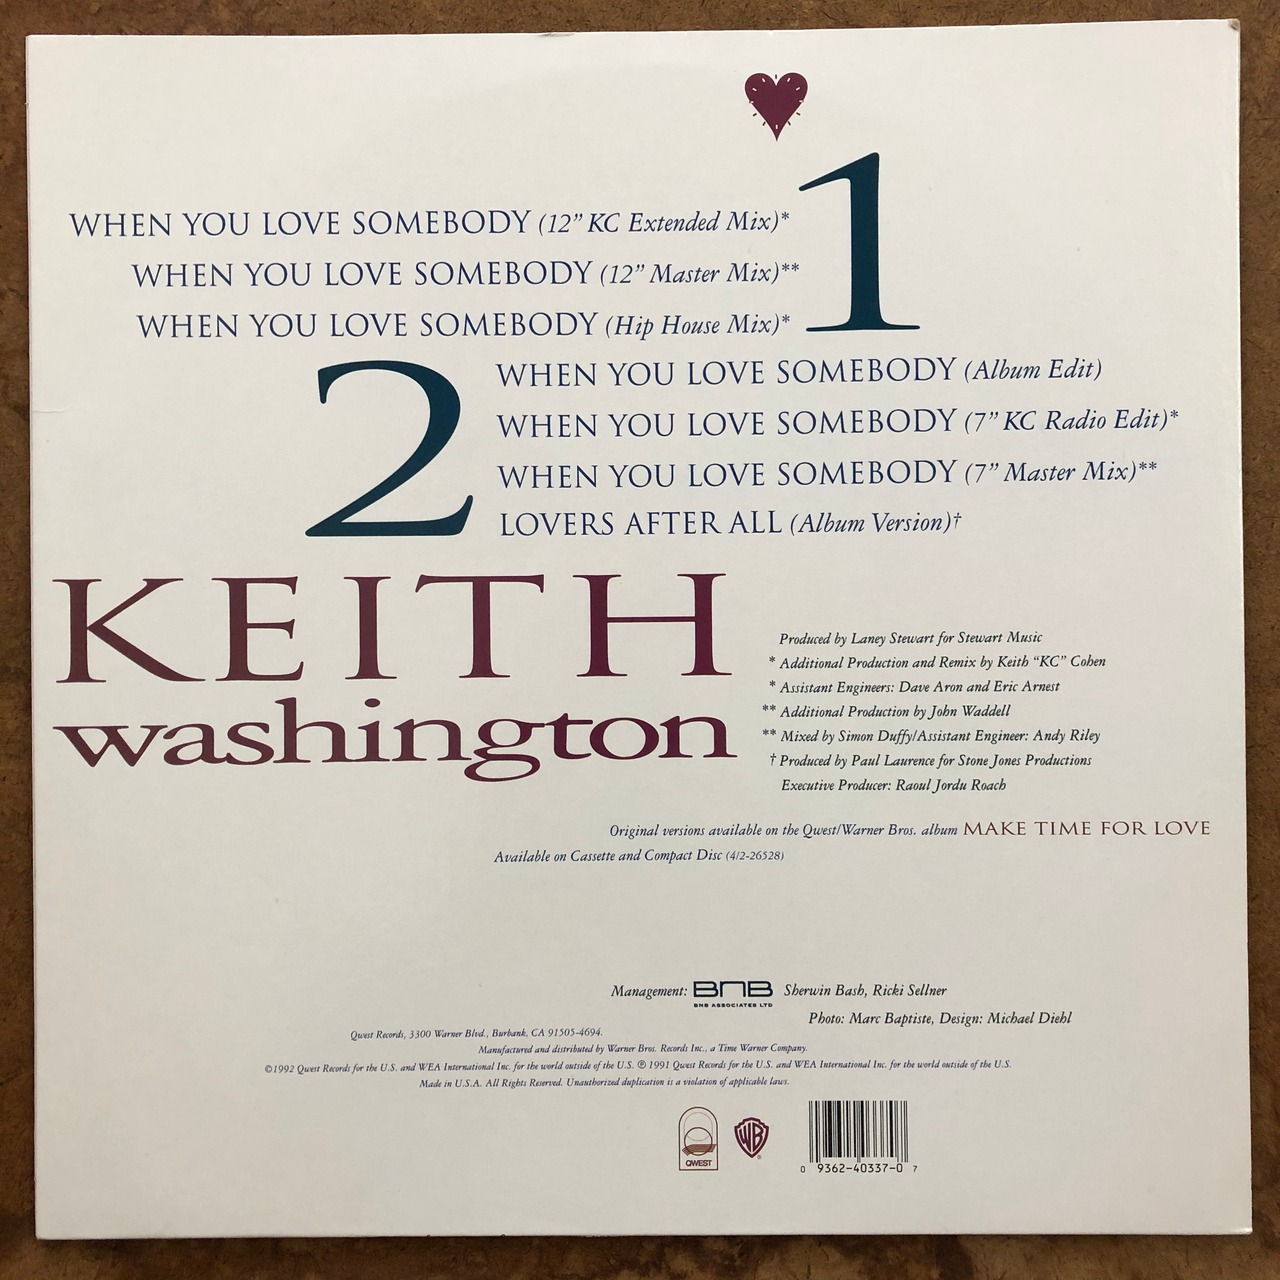 1
WHEN YOU LOVE SOMEBODY (12” KC Extended Mix)*
WHEN YOU LOVE SOMEBODY (12” Master Mix)**
WHEN YOU LOVE SOMEBODY (Hip House Mix)*
2
WHEN YOU LOVE SOMEBODY (Album Edit)
WHEN YOU LOVE SOMEBODY (7” KC Radio Edit)*
WHEN YOU LOVE SOMEBODY (7” Master Mix)**
LOVERS AFTER ALL (Album Version)†
KEITH
washington
Produced by Laney Stewart for Stewart Music
* Additional Production and Remix by Keith “KC” Cohen
* Assistant Engineers: Dave Aron and Eric Arnest
** Additional Production by John Waddell
** Mixed by Simon Duffy/Assistant Engineer: Andy Riley
† Produced by Paul Laurence for Stone Jones Productions
Executive Producer: Raoul Jordu Roach
Original versions available on the Qwest/Warner Bros. album MAKE TIME FOR LOVE
Available on Cassette and Compact Disc (4/2-26528)
Management: BNB Sherwin Bash, Ricki Sellner
BNB ASSOCIATES LTD
Photo: Marc Baptiste, Design: Michael Diehl
Qwest Records, 3300 Warner Blvd., Burbank, CA 91505-4694.
Manufactured and distributed by Warner Bros. Records Inc., a Time Warner Company.
©1992 Qwest Records for the U.S. and WEA International Inc. for the world outside of the U.S. ℗ 1991 Qwest Records for the U.S. and WEA International Inc. for the world outside of the U.S.
Made in U.S.A. All Rights Reserved. Unauthorized duplication is a violation of applicable laws.
QWEST
WB
0 9362-40337-0 7